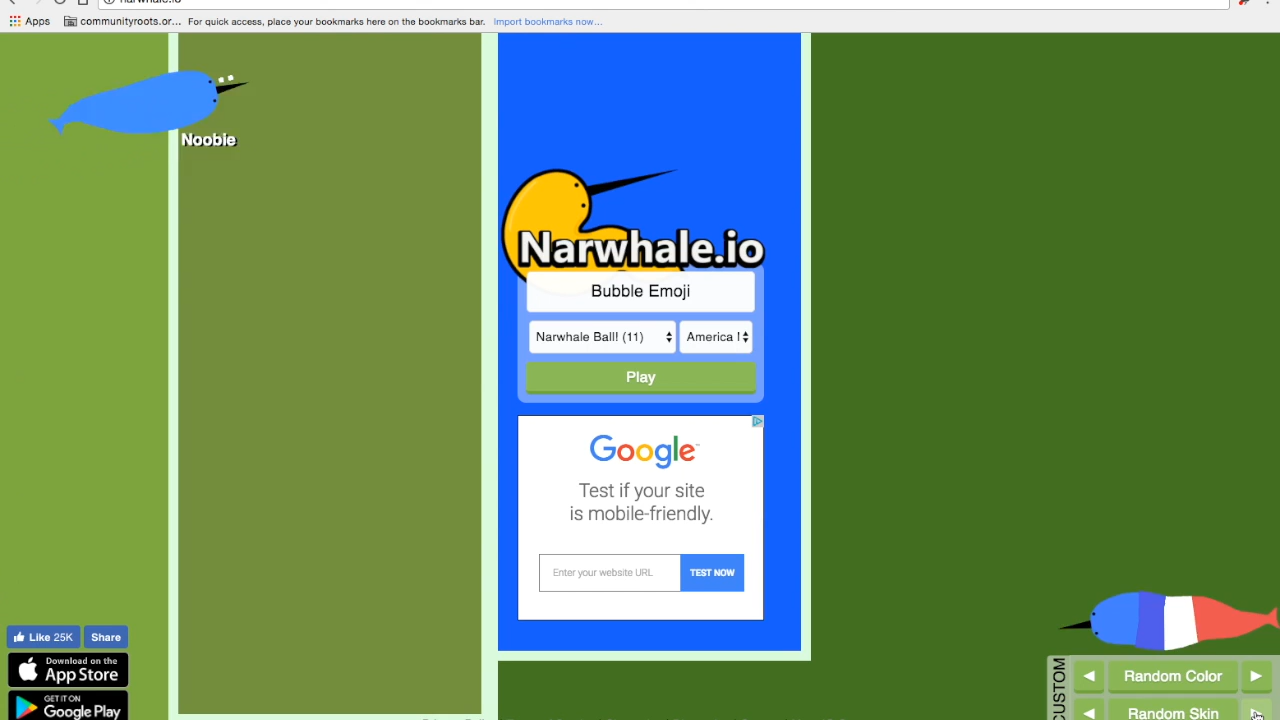 narwhale.io
Apps communityroots.or... For quick access, place your bookmarks here on the bookmarks bar. Import bookmarks now...
Noobie
Narwhale.io
Bubble Emoji
Narwhale Ball! (11) America
Play
Google
Test if your site
is mobile-friendly.
Enter your website URL TEST NOW
Like 25K Share
Download on the
App Store
GET IT ON
Google Play
CUSTOM
Random Color
Random Skin